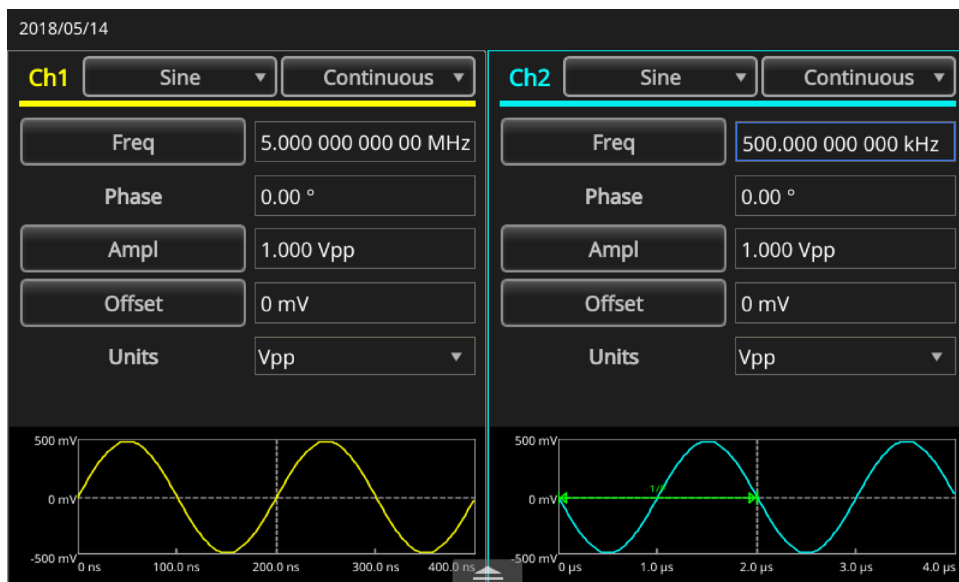 2018/05/14
Ch1 Sine Continuous
Freq 5.000 000 000 00 MHz
Phase 0.00 °
Ampl 1.000 Vpp
Offset 0 mV
Units Vpp
500 mV
0 mV
-500 mV
0 ns 100.0 ns 200.0 ns 300.0 ns 400.0 ns
Ch2 Sine Continuous
Freq 500.000 000 000 kHz
Phase 0.00 °
Ampl 1.000 Vpp
Offset 0 mV
Units Vpp
500 mV
0 mV
-500 mV
0 µs 1.0 µs 2.0 µs 3.0 µs 4.0 µs